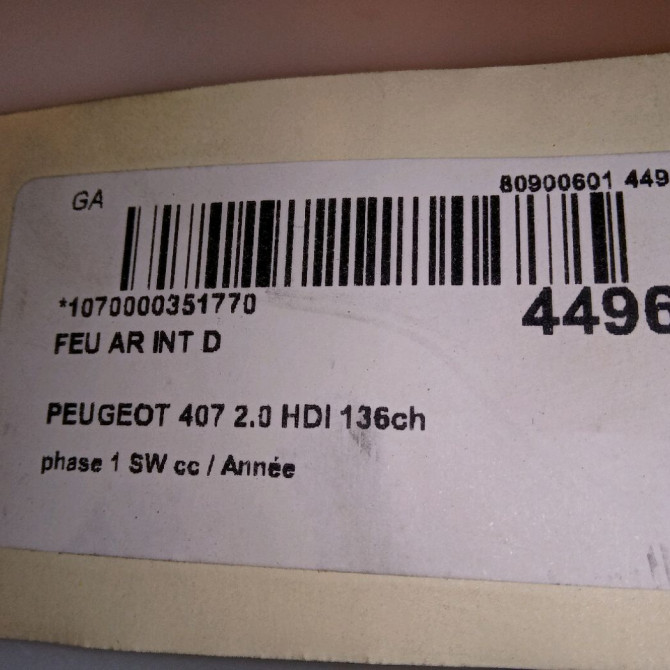 GA
80900601 449
*1070000351770
4496
FEU AR INT D
PEUGEOT 407 2.0 HDI 136ch
phase 1 SW cc / Année